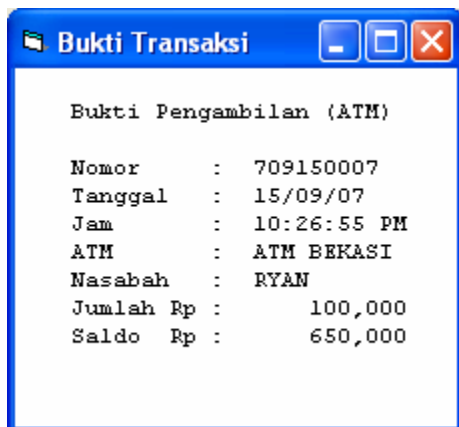 Bukti Transaksi
Bukti Pengambilan (ATM)
Nomor : 709150007
Tanggal : 15/09/07
Jam : 10:26:55 PM
ATM : ATM BEKASI
Nasabah : RYAN
Jumlah Rp : 100,000
Saldo Rp : 650,000